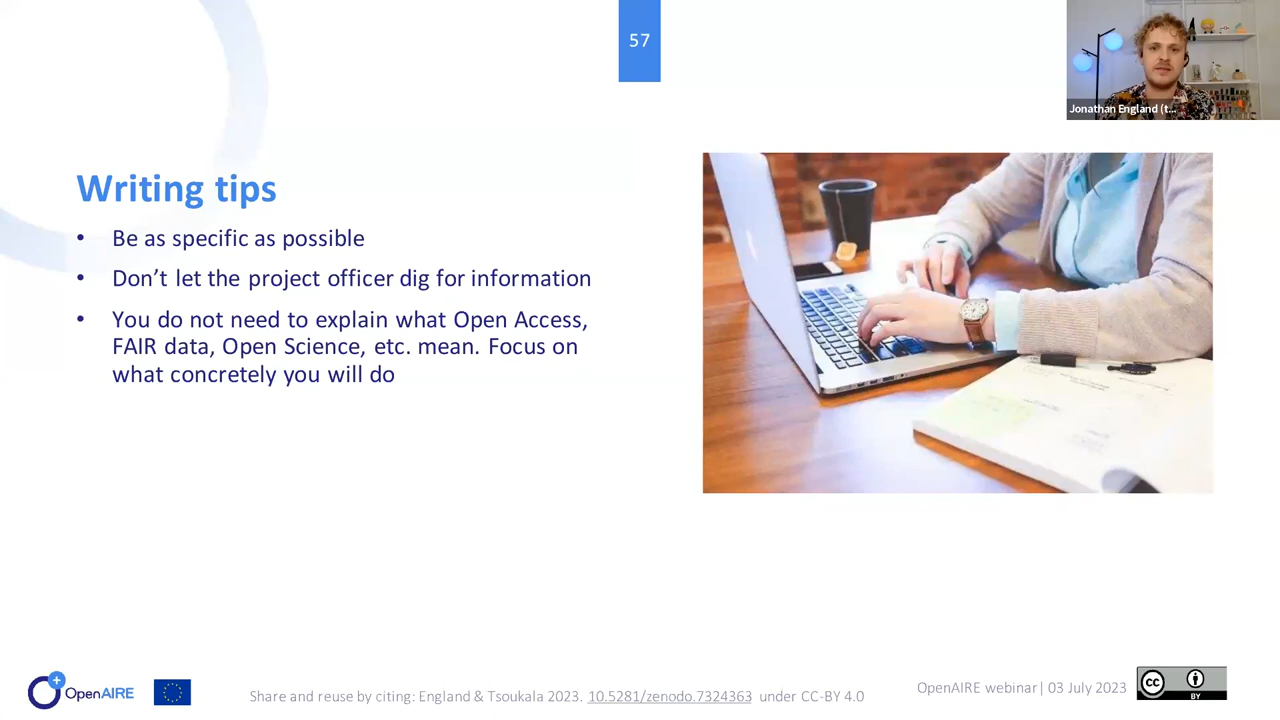 57
Jonathan England (t...
Writing tips
• Be as specific as possible
• Don’t let the project officer dig for information
• You do not need to explain what Open Access,
FAIR data, Open Science, etc. mean. Focus on
what concretely you will do
OpenAIRE
Share and reuse by citing: England & Tsoukala 2023. 10.5281/zenodo.7324363 under CC-BY 4.0
OpenAIRE webinar| 03 July 2023
cc
BY